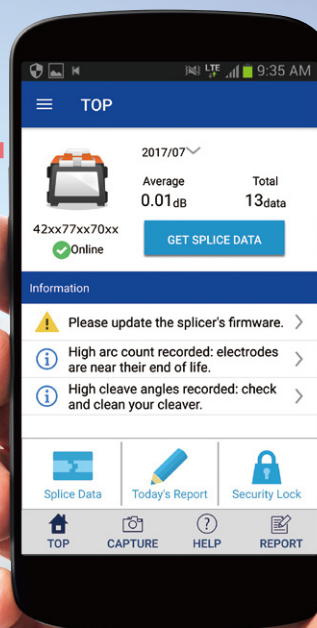 LTE 9:35 AM
TOP
2017/07
Average Total
0.01dB 13data
42xx77xx70xx
Online
GET SPLICE DATA
Information
Please update the splicer's firmware.
High arc count recorded: electrodes
are near their end of life.
High cleave angles recorded: check
and clean your cleaver.
Splice Data Today's Report Security Lock
TOP CAPTURE HELP REPORT